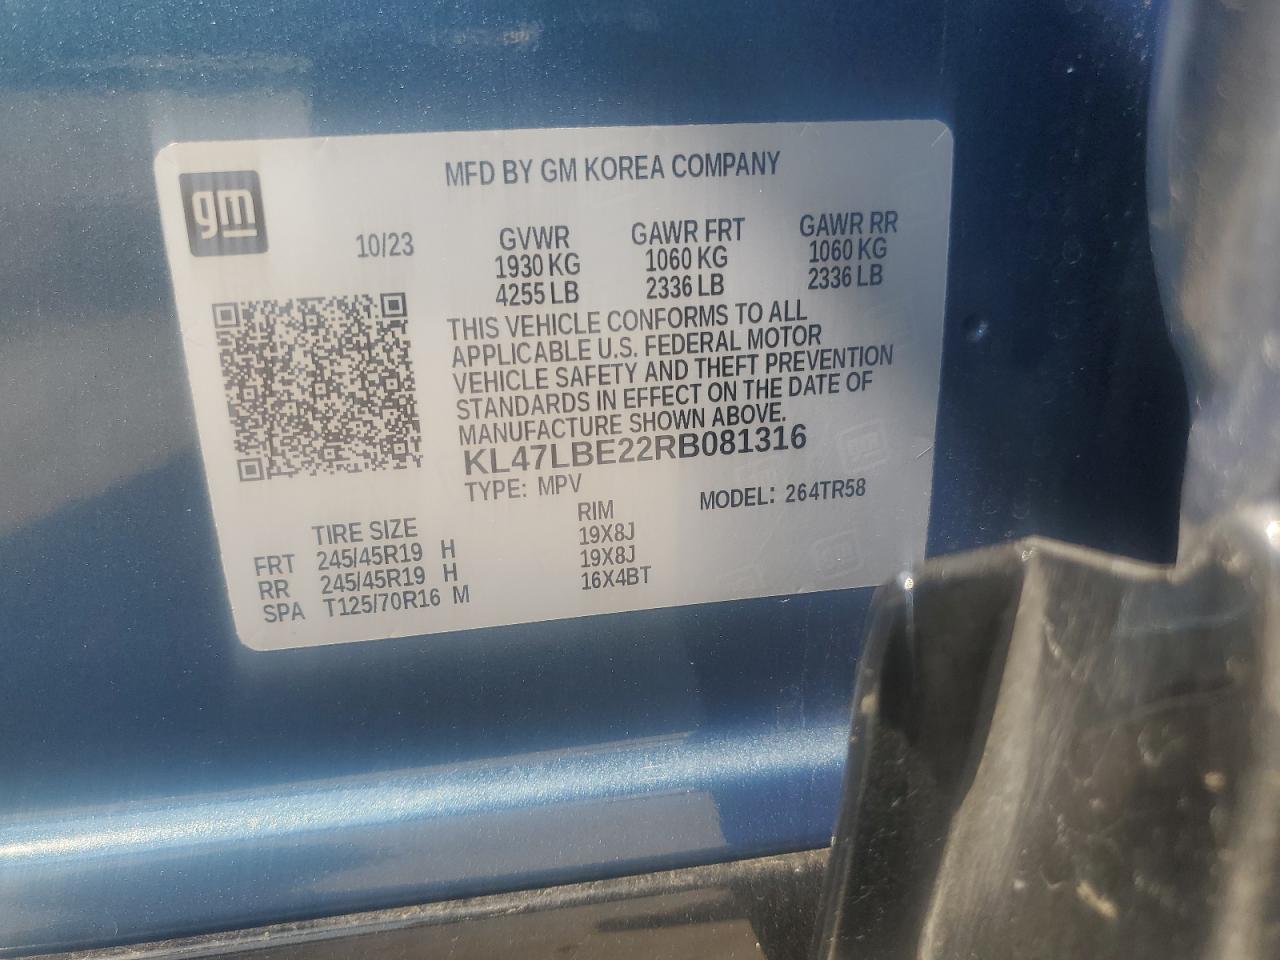 gm
MFD BY GM KOREA COMPANY
10/23
GVWR GAWR FRT GAWR RR
1930 KG 1060 KG 1060 KG
4255 LB 2336 LB 2336 LB
THIS VEHICLE CONFORMS TO ALL
APPLICABLE U.S. FEDERAL MOTOR
VEHICLE SAFETY AND THEFT PREVENTION
STANDARDS IN EFFECT ON THE DATE OF
MANUFACTURE SHOWN ABOVE.
KL47LBE22RB081316
TYPE: MPV MODEL: 264TR58
TIRE SIZE RIM
FRT 245/45R19 H 19X8J
RR 245/45R19 H 19X8J
SPA T125/70R16 M 16X4BT